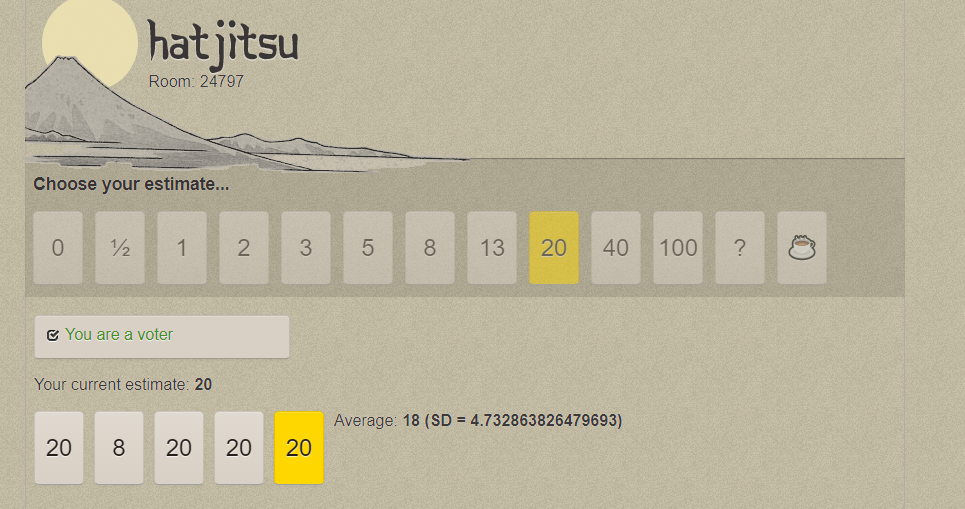 hatjitsu
Room: 24797
Choose your estimate...
0 ½ 1 2 3 5 8 13 20 40 100 ?
You are a voter
Your current estimate: 20
20 8 20 20 20 Average: 18 (SD = 4.732863826479693)